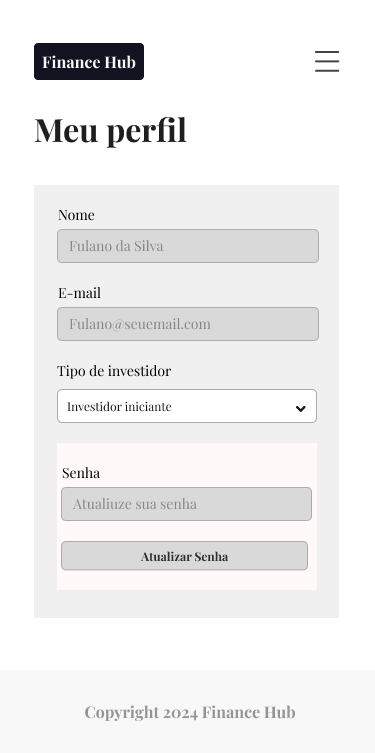 Finance Hub
Meu perfil
Nome
Fulano da Silva
E-mail
Fulano@seuemail.com
Tipo de investidor
Investidor iniciante
Senha
Atualiuze sua senha
Atualizar Senha
Copyright 2024 Finance Hub